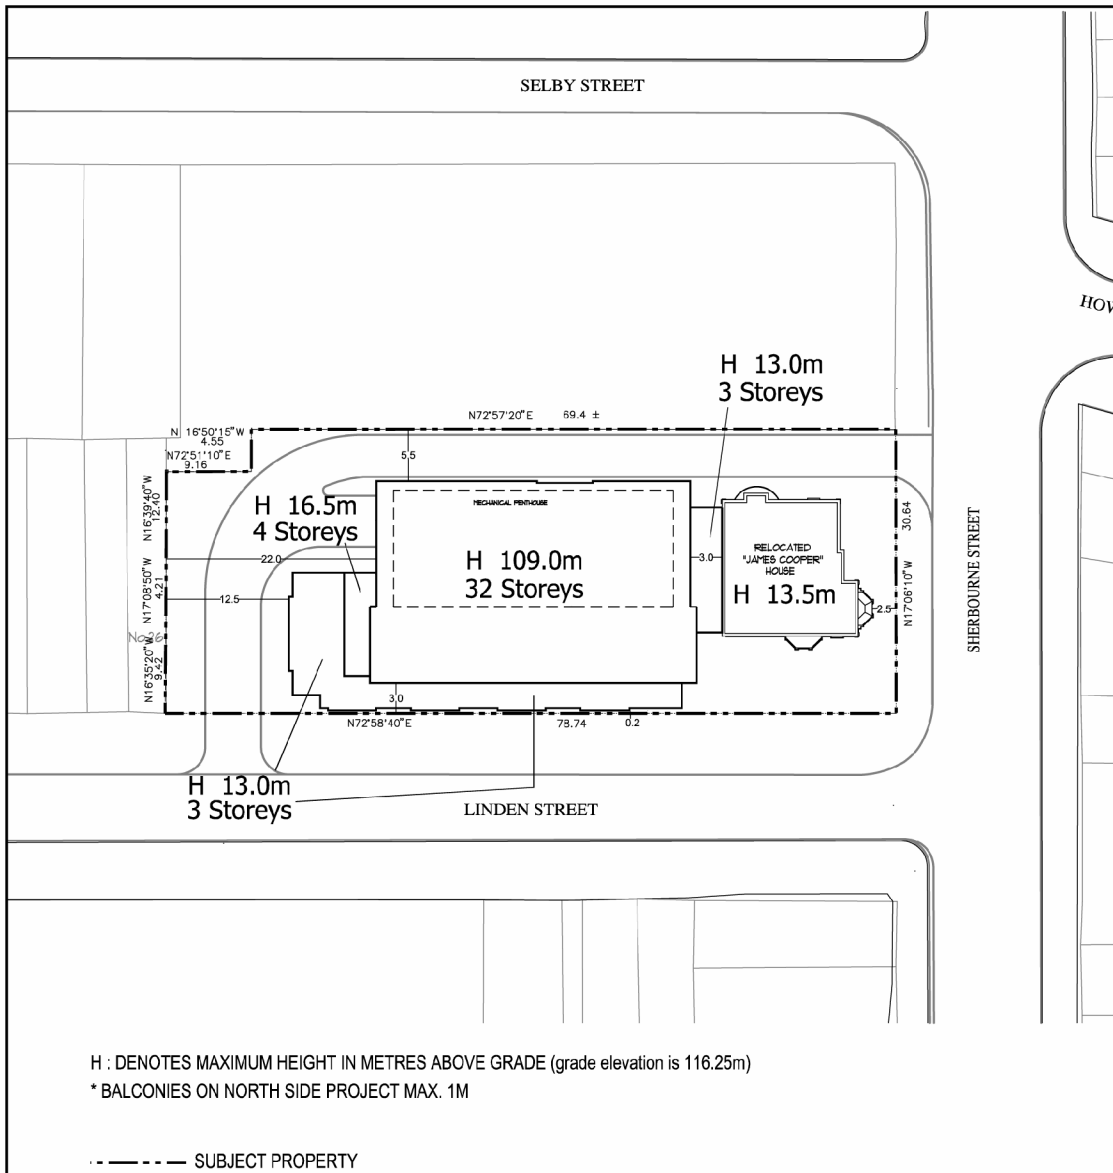 SELBY STREET
HOW
H 13.0m
3 Storeys
N72°57'20"E 69.4 ±
N 16°50'15"W
4.55
N72°51'10"E
9.16
5.5
N16°39'40"W
12.40
H 16.5m
4 Storeys
MECHANICAL PENTHOUSE
30.64
22.0
H 109.0m
32 Storeys
3.0
RELOCATED
"JAMES COOPER"
HOUSE
H 13.5m
SHERBOURNE STREET
N17°08'50"W
4.21
12.5
2.5
N17°06'10"W
No.26
N16°35'20"W
9.42
3.0
N72°58'40"E
78.74
0.2
H 13.0m
3 Storeys
LINDEN STREET
H : DENOTES MAXIMUM HEIGHT IN METRES ABOVE GRADE (grade elevation is 116.25m)
* BALCONIES ON NORTH SIDE PROJECT MAX. 1M
SUBJECT PROPERTY